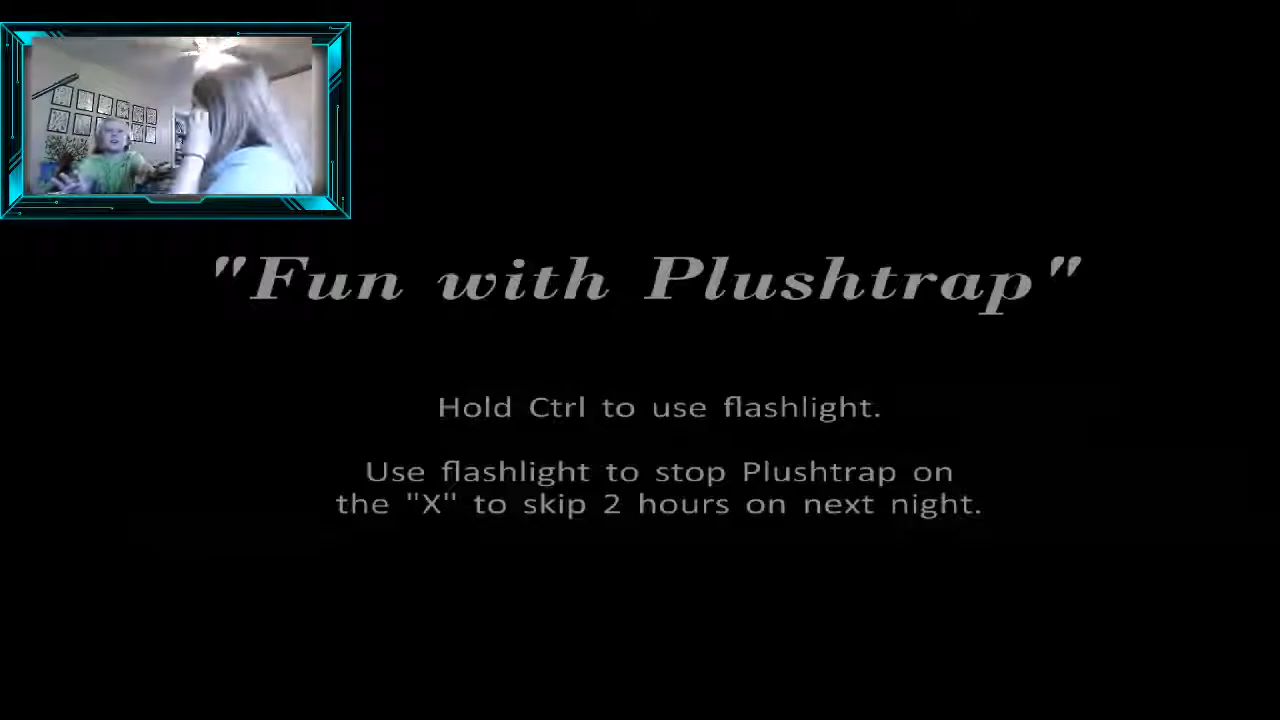 "Fun with Plushtrap"
Hold Ctrl to use flashlight.
Use flashlight to stop Plushtrap on
the "X" to skip 2 hours on next night.